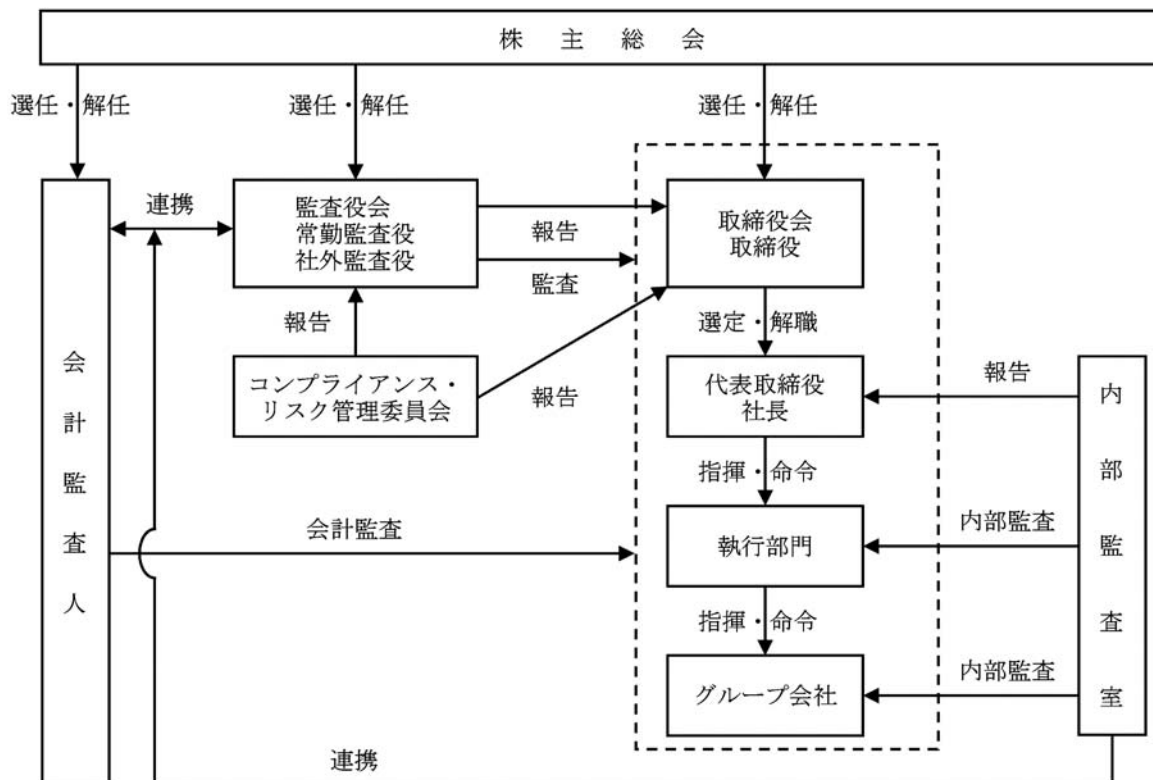 株主総会
選任・解任
選任・解任
選任・解任
連携
監査役会
常勤監査役
社外監査役
報告
監査
取締役会
取締役
報告
選定・解職
コンプライアンス・
リスク管理委員会
報告
代表取締役
社長
報告
会計監査人
内部監査室
指揮・命令
会計監査
執行部門
内部監査
指揮・命令
グループ会社
内部監査
連携